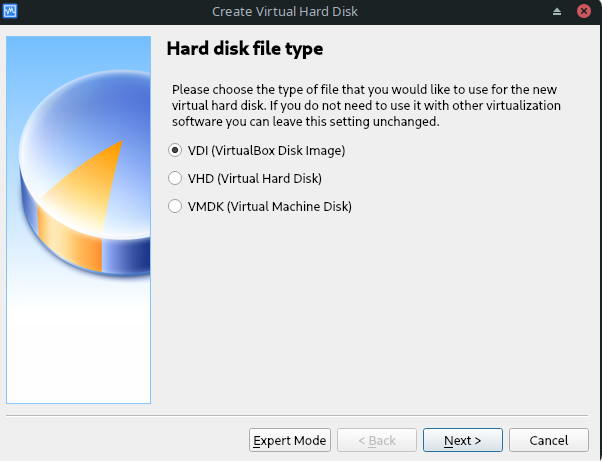 Create Virtual Hard Disk
Hard disk file type
Please choose the type of file that you would like to use for the new
virtual hard disk. If you do not need to use it with other virtualization
software you can leave this setting unchanged.
VDI (VirtualBox Disk Image)
VHD (Virtual Hard Disk)
VMDK (Virtual Machine Disk)
Expert Mode
< Back
Next >
Cancel